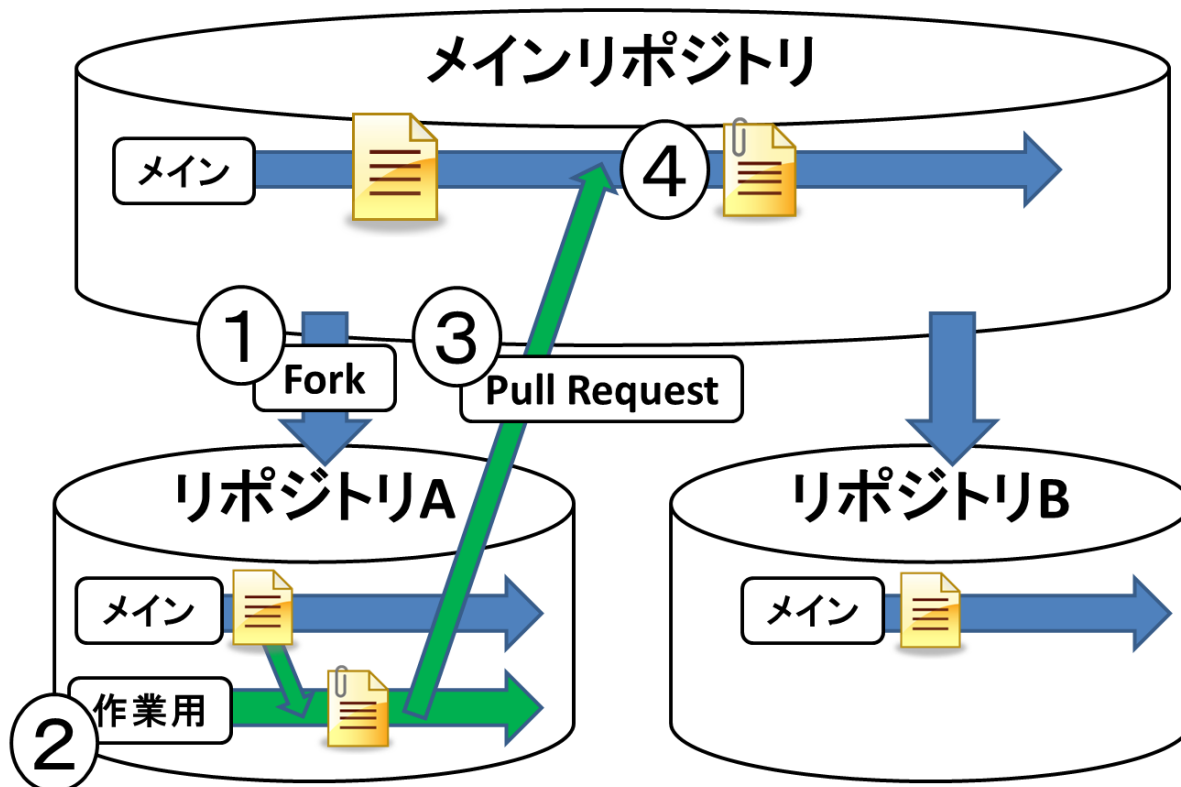 メインリポジトリ
メイン
④
①
Fork
③
Pull Request
リポジトリA
メイン
②
作業用
リポジトリB
メイン